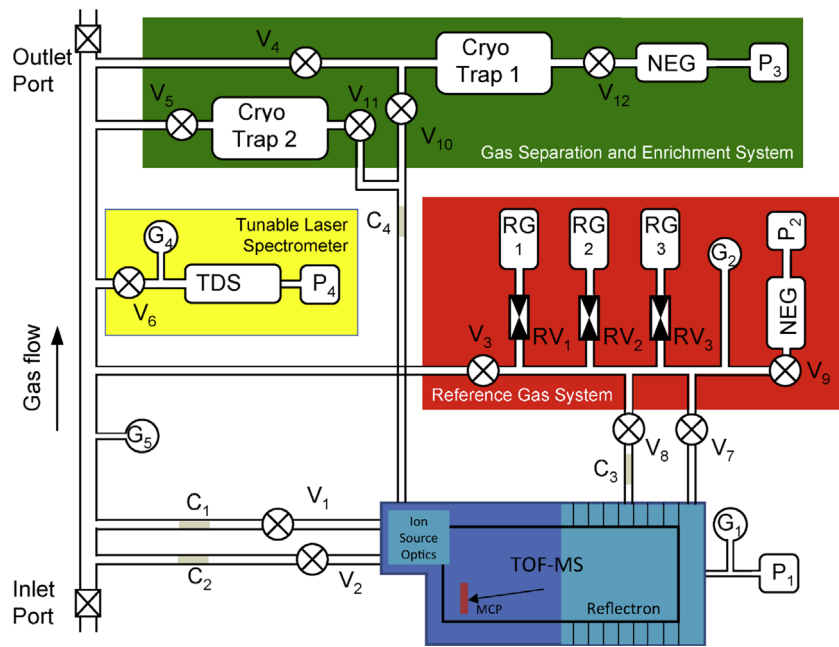 Outlet
Port
V4
Cryo
Trap 1
V12
NEG
P3
V5
Cryo
Trap 2
V11
V10
Gas Separation and Enrichment System
Tunable Laser
Spectrometer
G4
TDS
P4
V6
C4
RG
1
RG
2
RG
3
G2
P2
NEG
RV1
RV2
RV3
V3
V9
Reference Gas System
Gas flow
G5
V8
V7
C3
C1
V1
C2
V2
Ion
Source
Optics
TOF-MS
MCP
Reflectron
G1
P1
Inlet
Port